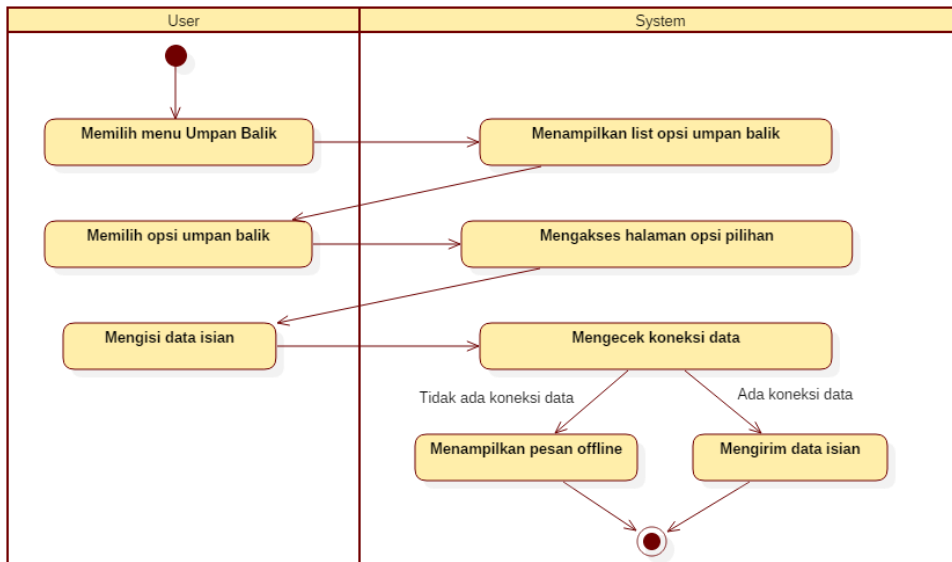 User
System
Memilih menu Umpan Balik
Menampilkan list opsi umpan balik
Memilih opsi umpan balik
Mengakses halaman opsi pilihan
Mengisi data isian
Mengecek koneksi data
Tidak ada koneksi data
Ada koneksi data
Menampilkan pesan offline
Mengirim data isian